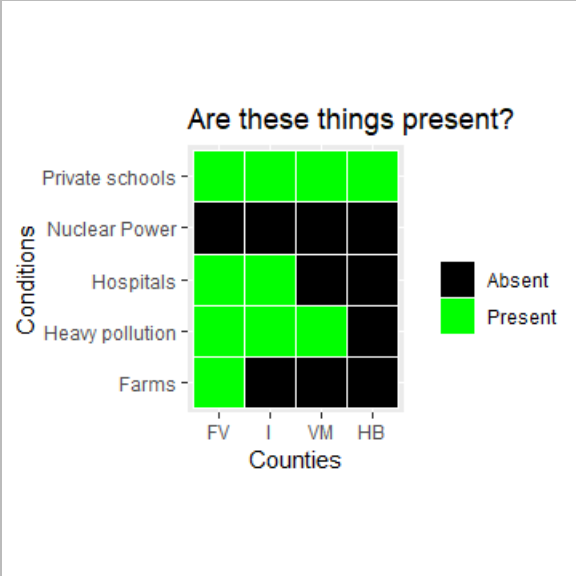 Are these things present?
Conditions
Private schools
Nuclear Power
Hospitals
Heavy pollution
Farms
FV I VM HB
Counties
Absent
Present